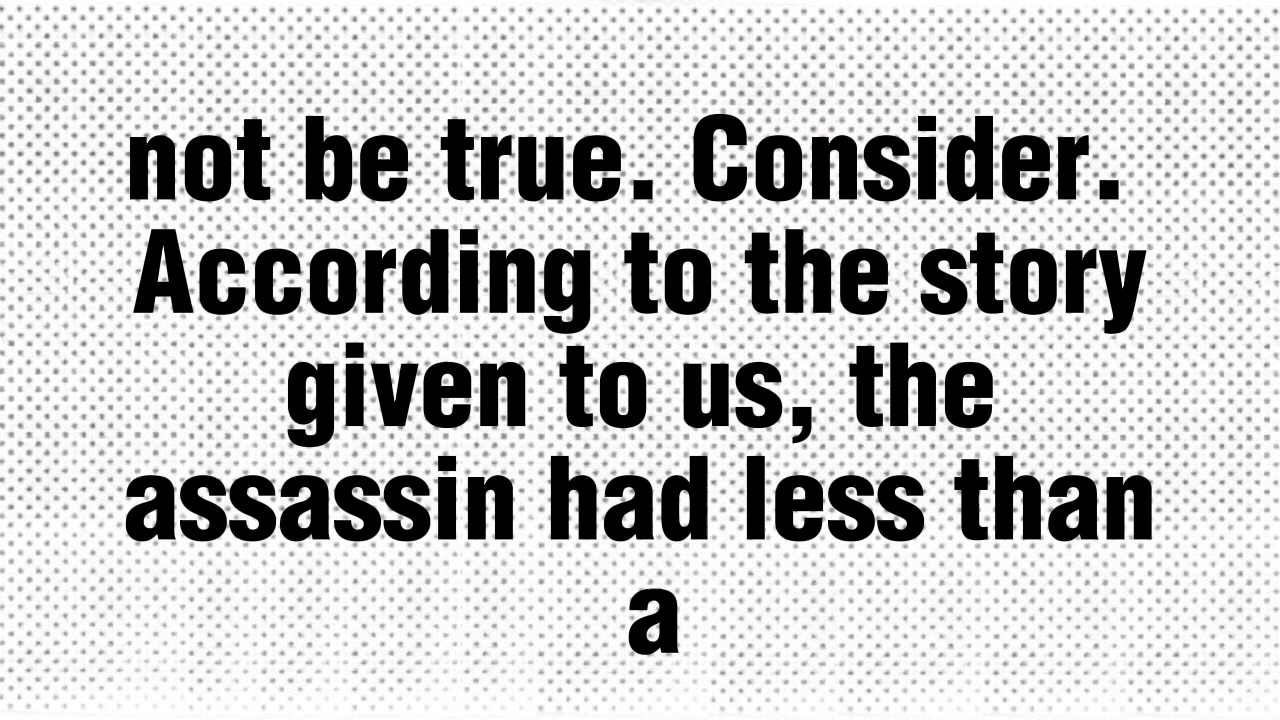 not be true. Consider.
According to the story
given to us, the
assassin had less than
a